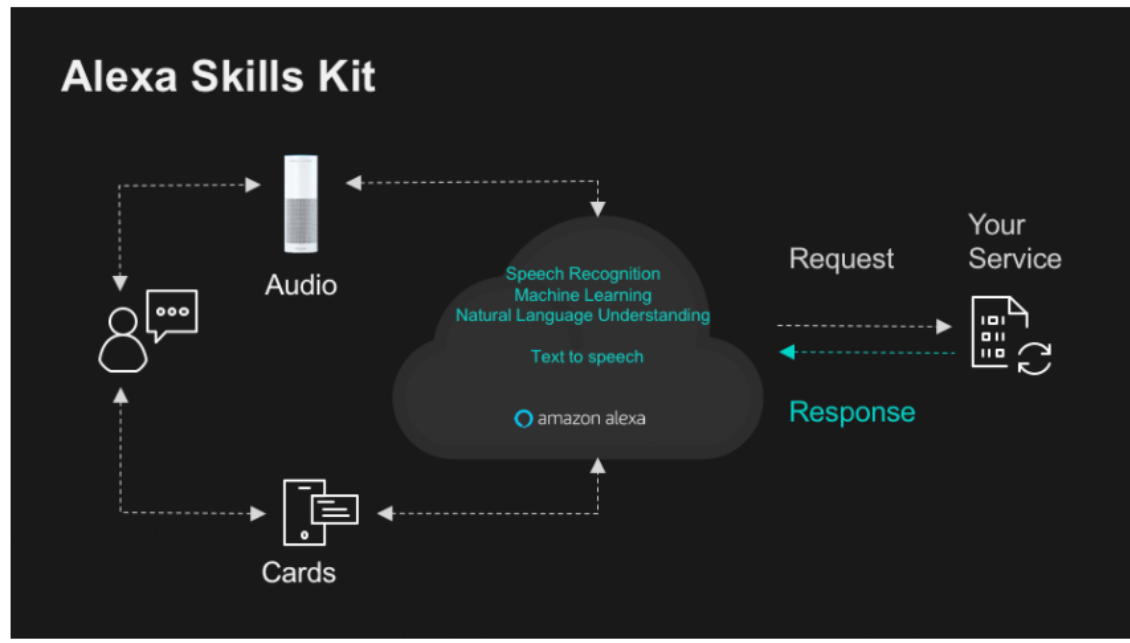 Alexa Skills Kit
Audio
Speech Recognition
Machine Learning
Natural Language Understanding
Text to speech
amazon alexa
Request
Response
Your
Service
Cards